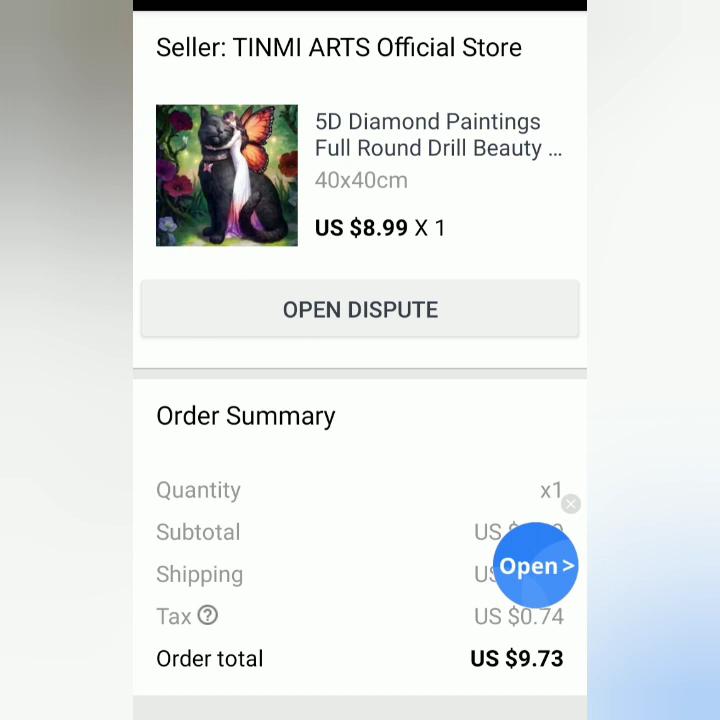 Seller: TINMI ARTS Official Store
5D Diamond Paintings
Full Round Drill Beauty ...
40x40cm
US $8.99 X 1
OPEN DISPUTE
Order Summary
Quantity x1
Subtotal US
Shipping
Open >
Tax ? US $0.74
Order total US $9.73